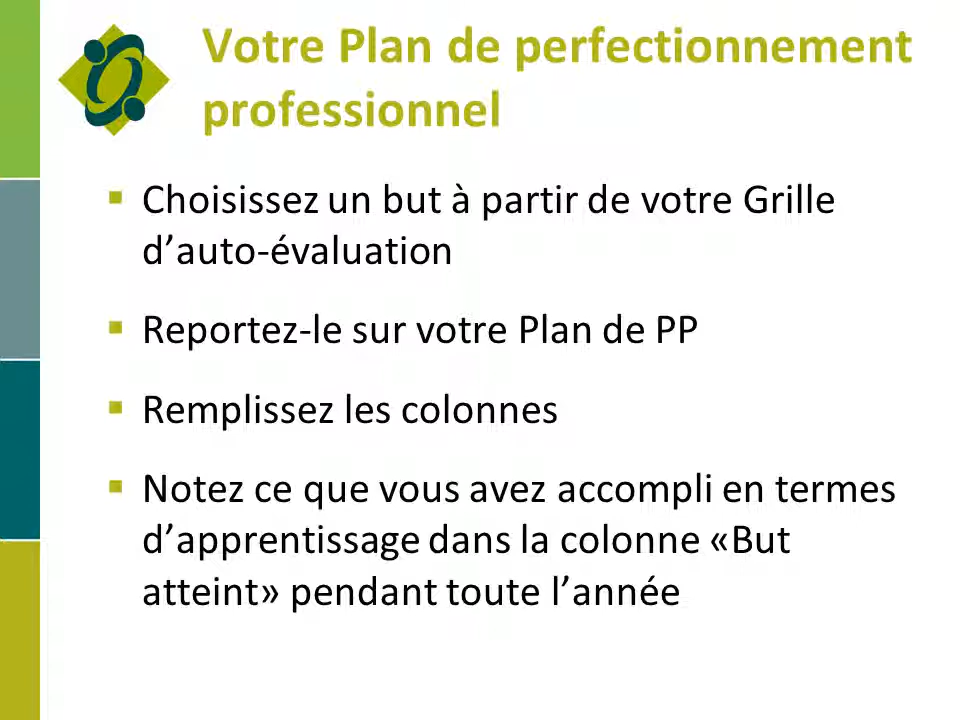 Votre Plan de perfectionnement
professionnel
Choisissez un but à partir de votre Grille
d’auto-évaluation
Reportez-le sur votre Plan de PP
Remplissez les colonnes
Notez ce que vous avez accompli en termes
d’apprentissage dans la colonne «But
atteint» pendant toute l’année